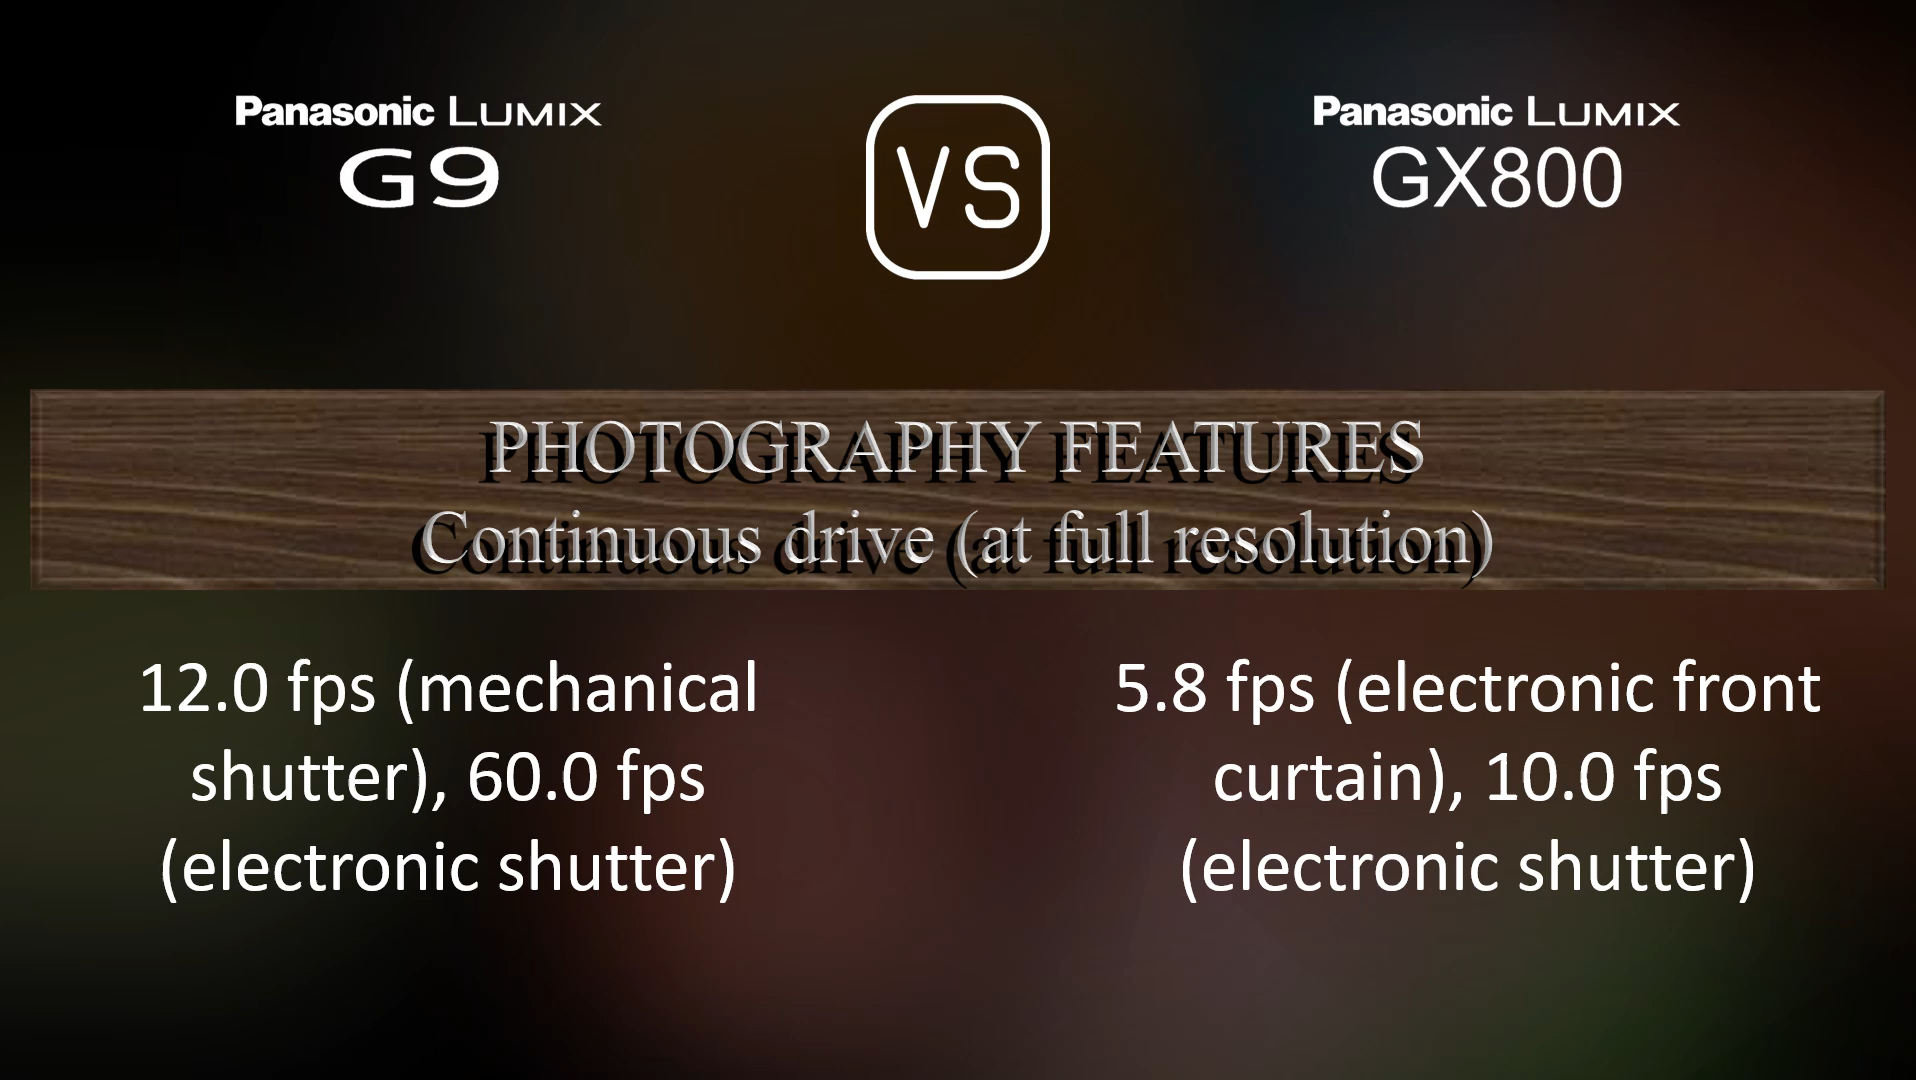 Panasonic LUMIX
G9
VS
Panasonic LUMIX
GX800
PHOTOGRAPHY FEATURES
Continuous drive (at full resolution)
12.0 fps (mechanical
shutter), 60.0 fps
(electronic shutter)
5.8 fps (electronic front
curtain), 10.0 fps
(electronic shutter)